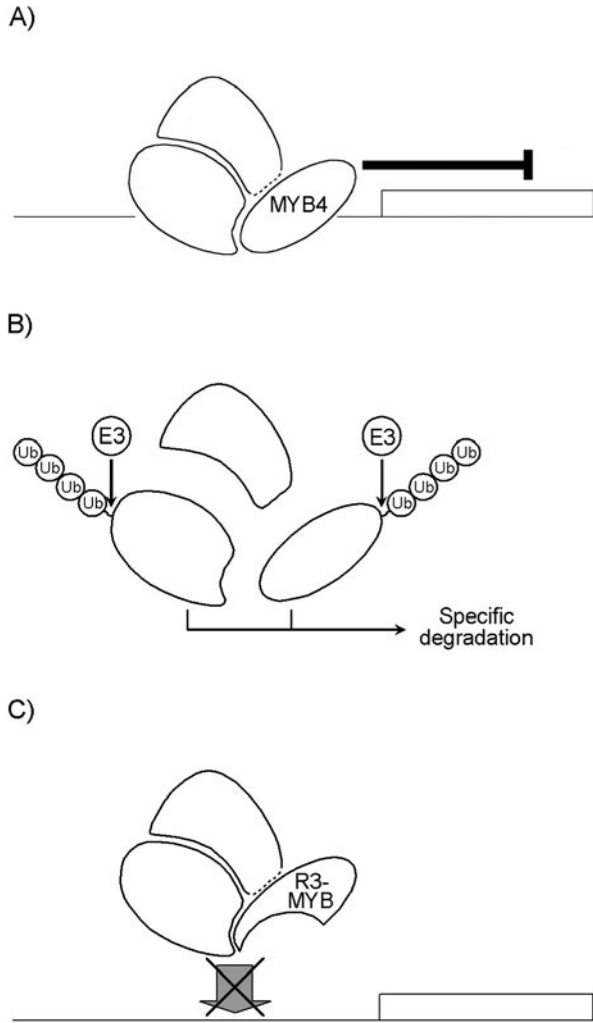 A)
MYB4
B)
E3
E3
Ub
Ub
Ub
Ub
Ub
Ub
Ub
Ub
Specific
degradation
C)
R3-
MYB